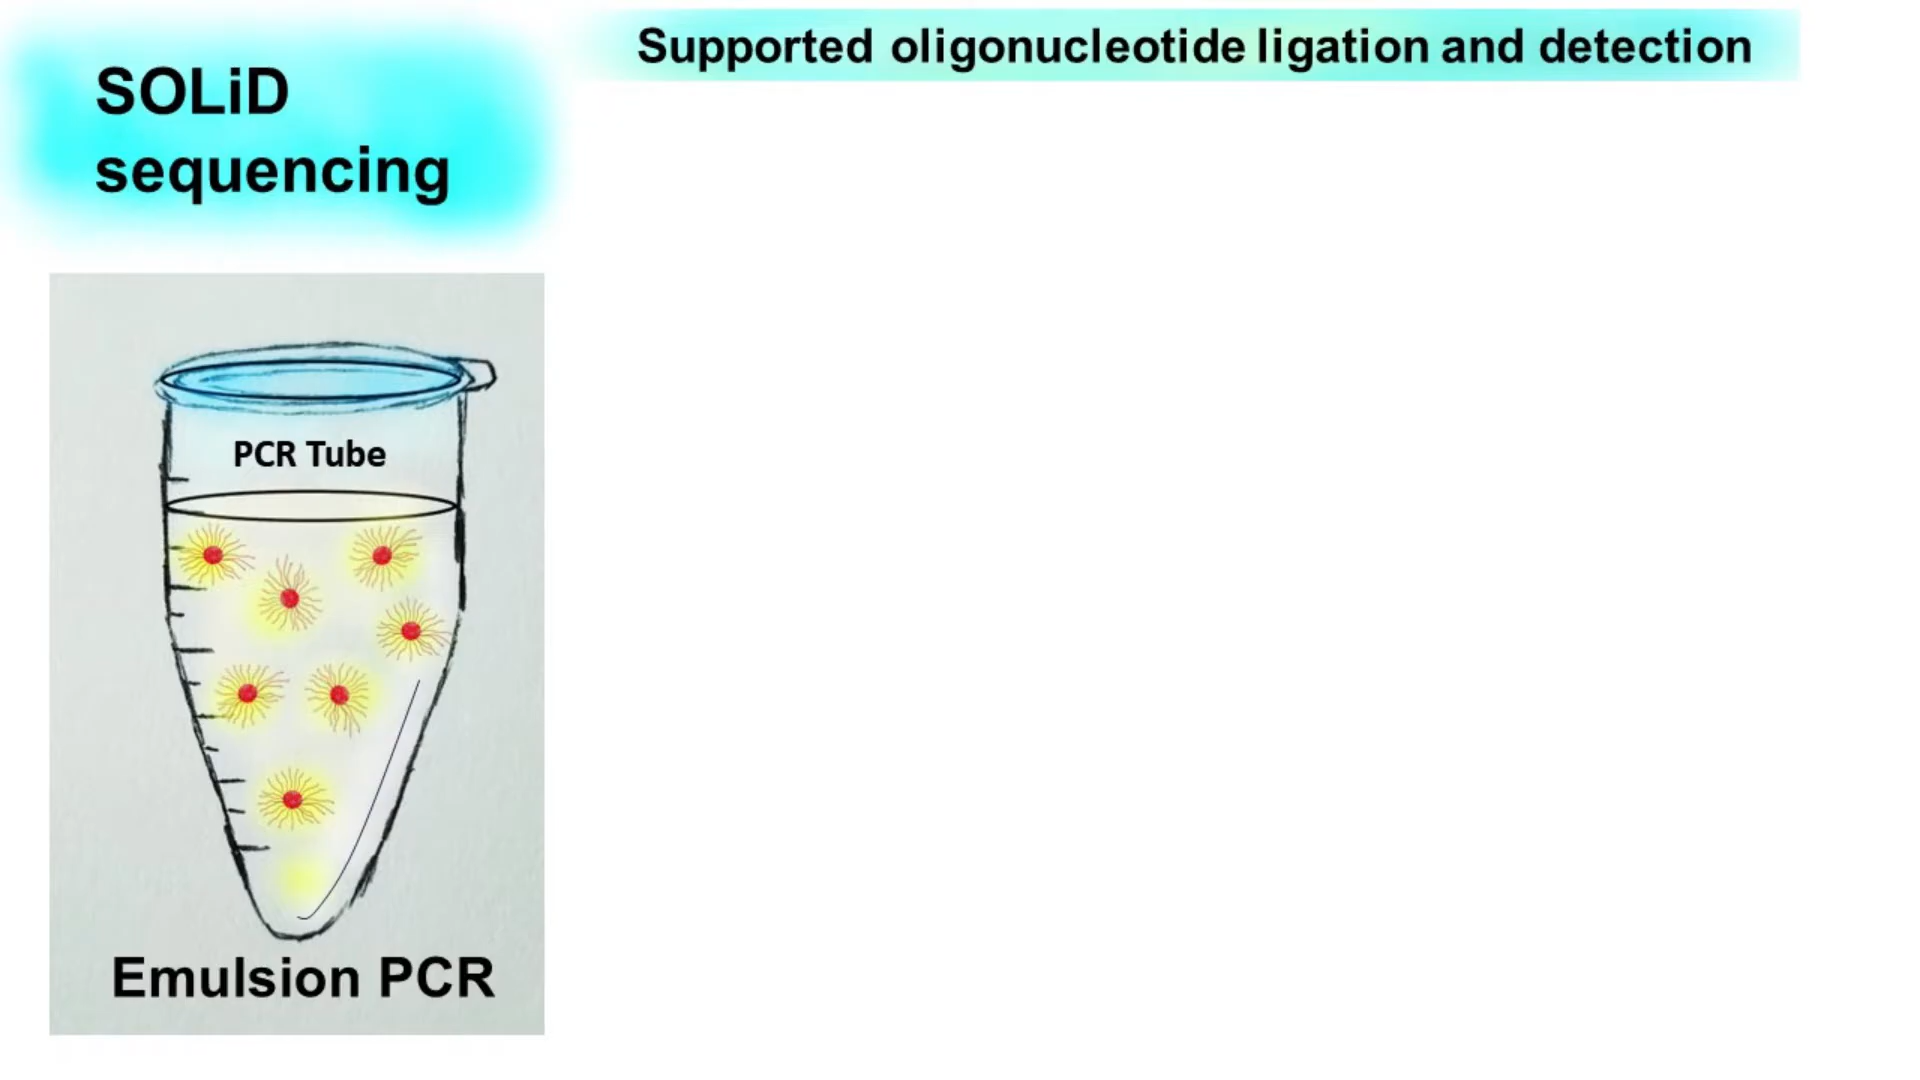 SOLiD
sequencing
Supported oligonucleotide ligation and detection
PCR Tube
Emulsion PCR